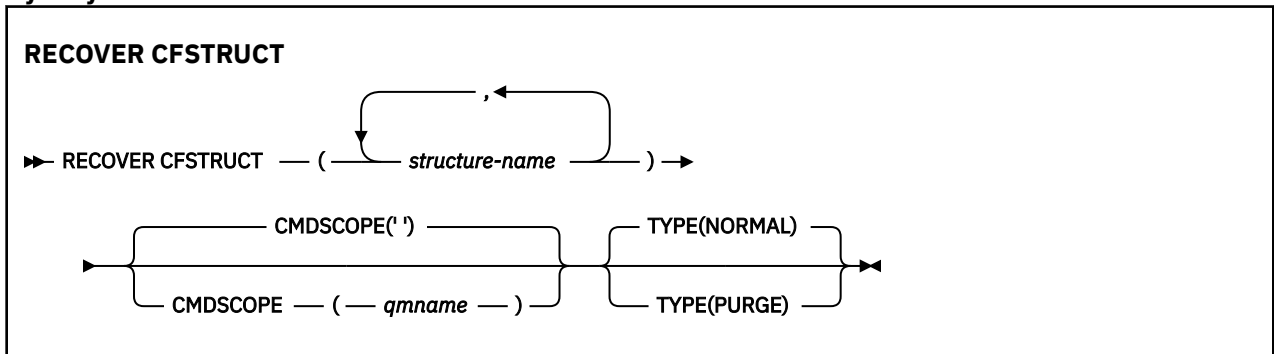 RECOVER CFSTRUCT
,
RECOVER CFSTRUCT ( structure-name )
CMDSCOPE(' ') TYPE(NORMAL)
CMDSCOPE ( qmname ) TYPE(PURGE)